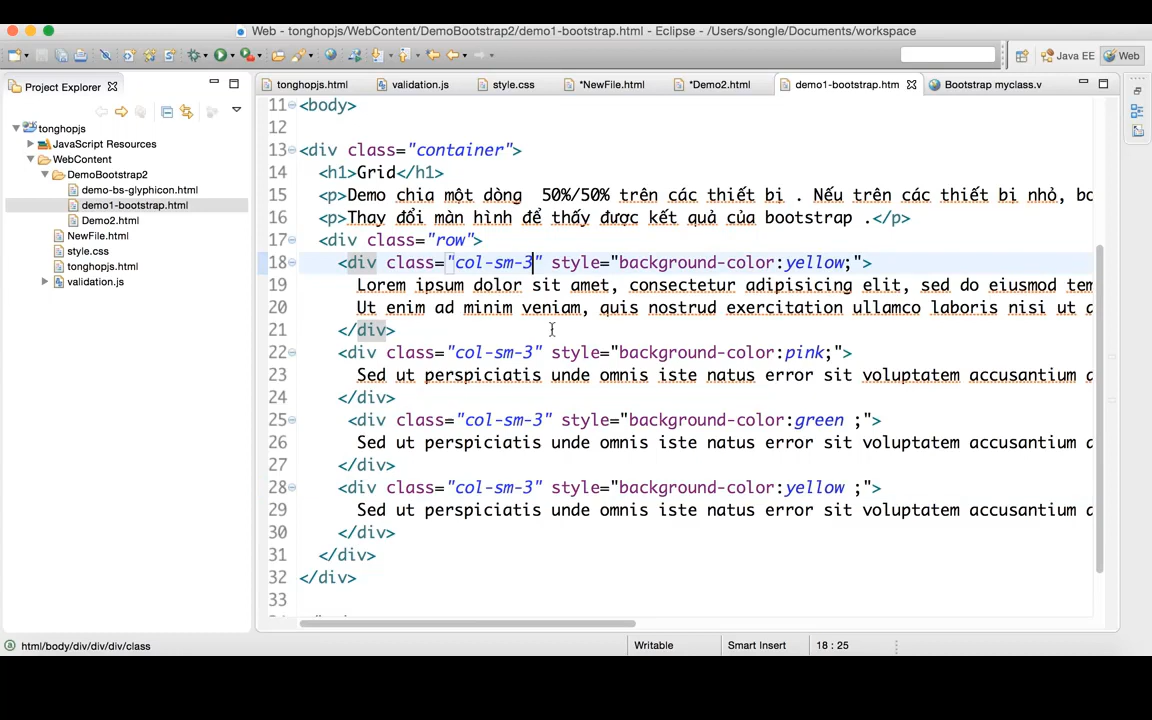 Web - tonghopjs/WebContent/DemoBootstrap2/demo1-bootstrap.html - Eclipse - /Users/songle/Documents/workspace
Java EE
Web
Project Explorer
tonghopjs.html
validation.js
style.css
*NewFile.html
*Demo2.html
demo1-bootstrap.htm
Bootstrap myclass.v
tonghopjs
JavaScript Resources
WebContent
DemoBootstrap2
demo-bs-glyphicon.html
demo1-bootstrap.html
Demo2.html
NewFile.html
style.css
tonghopjs.html
validation.js
11 <body>
12
13 <div class="container">
14 <h1>Grid</h1>
15 <p>Demo chia một dòng  50%/50% trên các thiết bị . Nếu trên các thiết bị nhỏ, bo
16 <p>Thay đổi màn hình để thấy được kết quả của bootstrap .</p>
17 <div class="row">
18 <div class="col-sm-3" style="background-color:yellow;">
19 Lorem ipsum dolor sit amet, consectetur adipisicing elit, sed do eiusmod tem
20 Ut enim ad minim veniam, quis nostrud exercitation ullamco laboris nisi ut a
21 </div>
22 <div class="col-sm-3" style="background-color:pink;">
23 Sed ut perspiciatis unde omnis iste natus error sit voluptatem accusantium d
24 </div>
25 <div class="col-sm-3" style="background-color:green ;">
26 Sed ut perspiciatis unde omnis iste natus error sit voluptatem accusantium d
27 </div>
28 <div class="col-sm-3" style="background-color:yellow ;">
29 Sed ut perspiciatis unde omnis iste natus error sit voluptatem accusantium d
30 </div>
31 </div>
32 </div>
33
html/body/div/div/div/class
Writable
Smart Insert
18 : 25